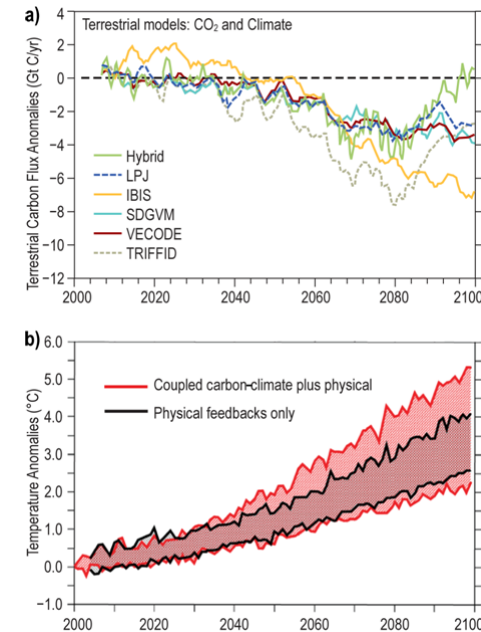 a)
Terrestrial models: CO₂ and Climate
Terrestrial Carbon Flux Anomalies (Gt C/yr)
4
2
0
−2
−4
−6
−8
−10
−12
Hybrid
LPJ
IBIS
SDGVM
VECODE
TRIFFID
2000 2020 2040 2060 2080 2100
b)
Temperature Anomalies (°C)
6.0
5.0
4.0
3.0
2.0
1.0
0.0
−1.0
Coupled carbon–climate plus physical
Physical feedbacks only
2000 2020 2040 2060 2080 2100